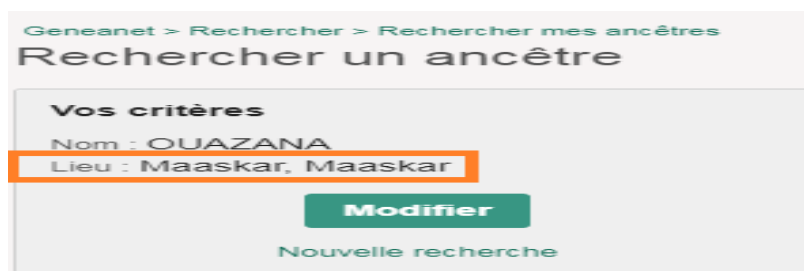 Geneanet > Rechercher > Rechercher mes ancêtres
Rechercher un ancêtre
Vos critères
Nom : OUAZANA
Lieu : Maaskar, Maaskar
Modifier
Nouvelle recherche